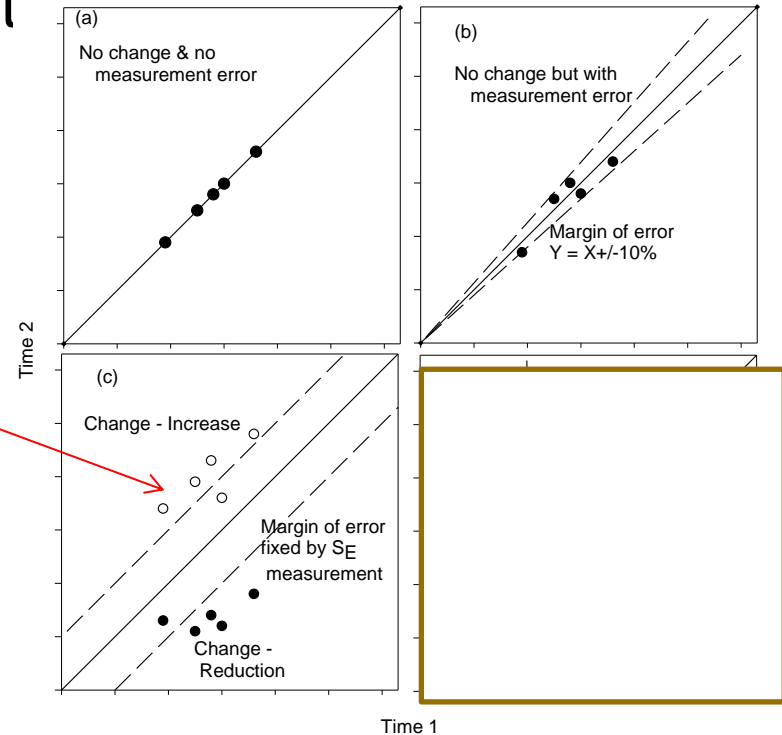 (a)
No change & no
measurement error
(b)
No change but with
measurement error
Margin of error
Y = X+/-10%
Time 2
(c)
Change - Increase
Margin of error
fixed by SE
measurement
Change -
Reduction
Time 1